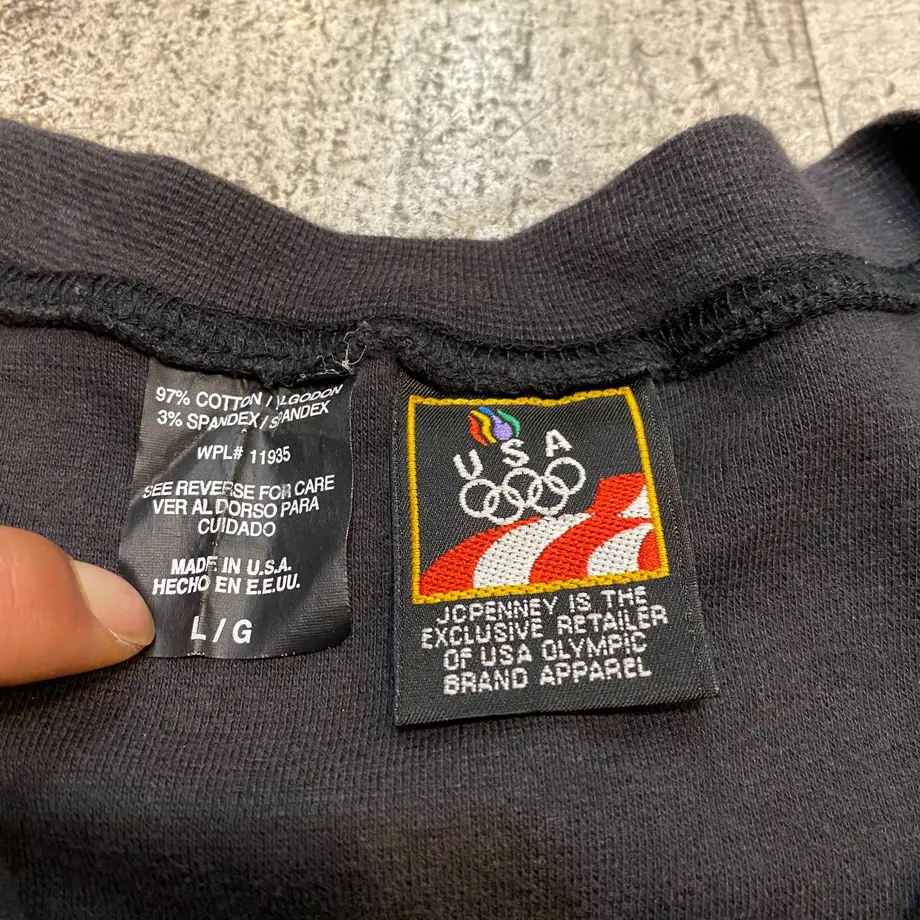 97% COTTON / ALGODON
3% SPANDEX / SPANDEX
WPL# 11935
SEE REVERSE FOR CARE
VER AL DORSO PARA
CUIDADO
MADE IN U.S.A.
HECHO EN E.E.U.U.
L / G
USA
JCPENNEY IS THE
EXCLUSIVE RETAILER
OF USA OLYMPIC
BRAND APPAREL